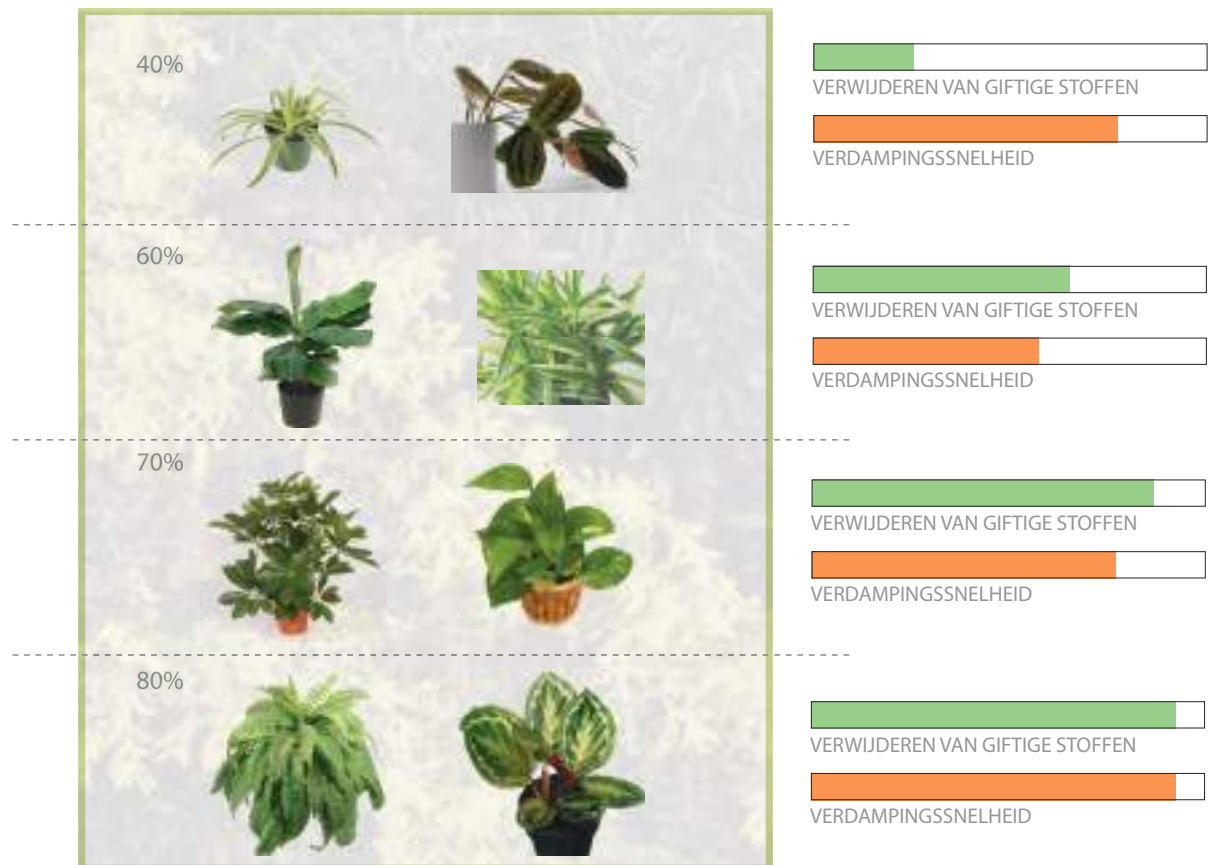 40%
VERWIJDEREN VAN GIFTIGE STOFFEN
VERDAMPINGSSNELHEID
60%
VERWIJDEREN VAN GIFTIGE STOFFEN
VERDAMPINGSSNELHEID
70%
VERWIJDEREN VAN GIFTIGE STOFFEN
VERDAMPINGSSNELHEID
80%
VERWIJDEREN VAN GIFTIGE STOFFEN
VERDAMPINGSSNELHEID